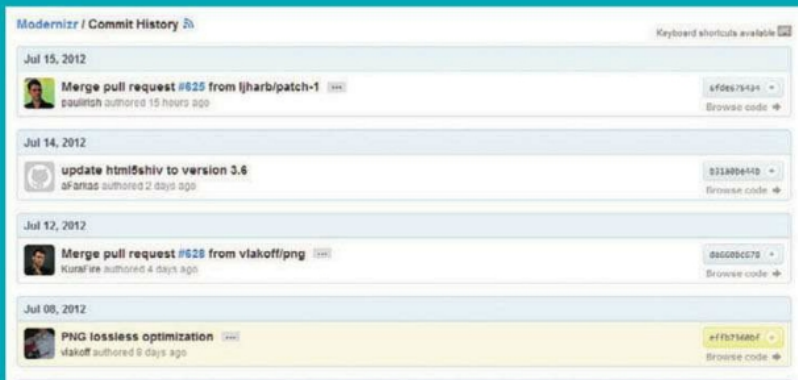 Modernizr / Commit History
Keyboard shortcuts available
Jul 15, 2012
Merge pull request #625 from ljharb/patch-1 ...
paulirish authored 15 hours ago
Browse code
Jul 14, 2012
update html5shiv to version 3.6
aFarkas authored 2 days ago
Browse code
Jul 12, 2012
Merge pull request #628 from vlakoff/png ...
KuraFire authored 4 days ago
Browse code
Jul 08, 2012
PNG lossless optimization ...
vlakoff authored 9 days ago
Browse code